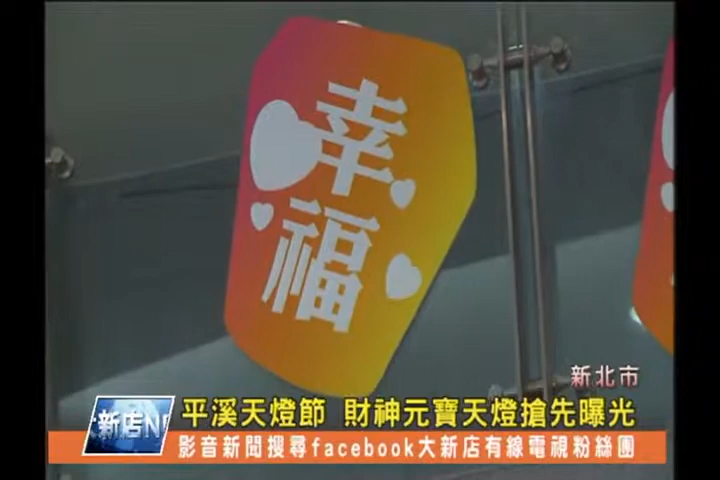 幸福
新北市
新店N
平溪天燈節 財神元寶天燈搶先曝光
影音新聞搜尋facebook大新店有線電視粉絲團